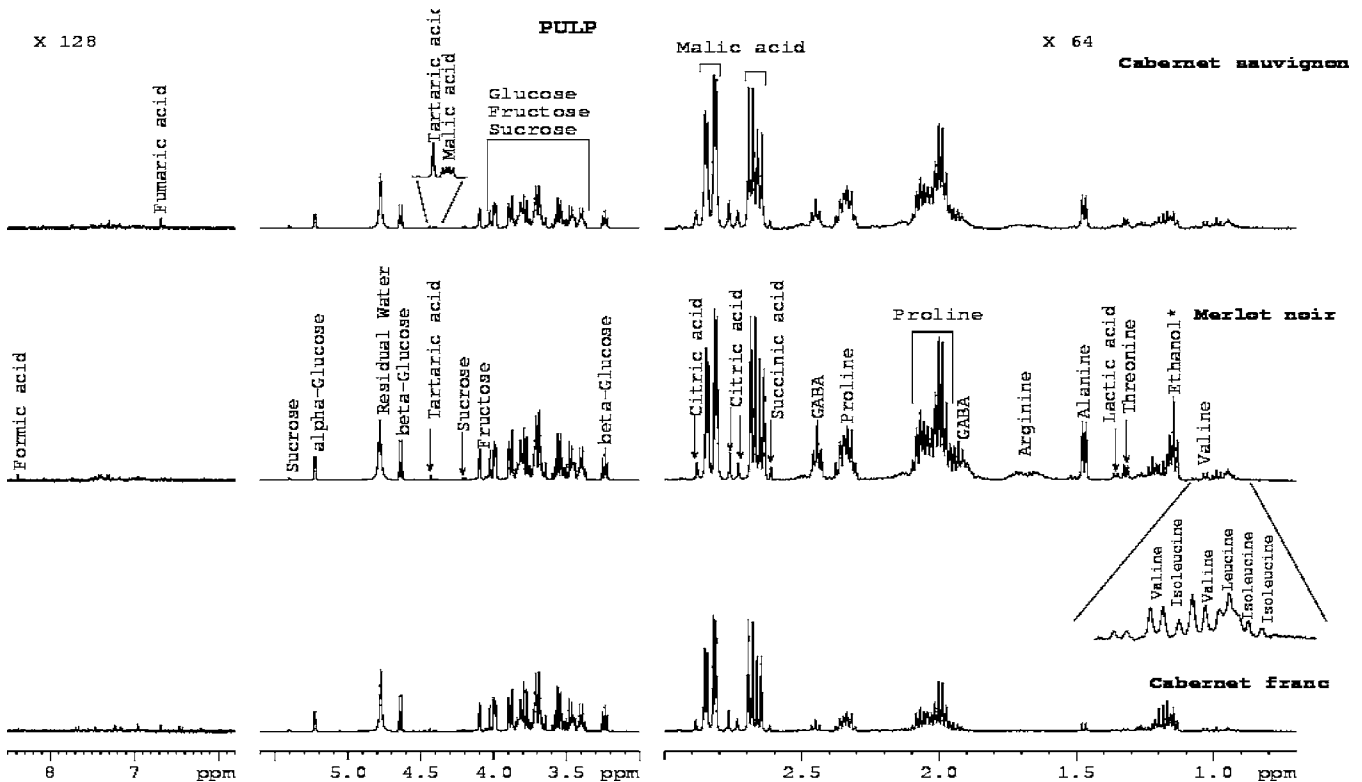 PULP
X 128
X 64
Cabernet sauvignon
Malic acid
Tartaric acid
Malic acid
Glucose
Fructose
Sucrose
Fumaric acid
Merlot noir
Formic acid
Sucrose
alpha-Glucose
Residual Water
beta-Glucose
Tartaric acid
Sucrose
Fructose
beta-Glucose
Citric acid
*
Citric acid
Succinic acid
GABA
Proline
Proline
GABA
Arginine
Alanine
Lactic acid
Threonine
Ethanol*
Valine
Valine
Isoleucine
Valine
Leucine
Isoleucine
Isoleucine
Cabernet franc
8 7 ppm 5.0 4.5 4.0 3.5 ppm 2.5 2.0 1.5 1.0 ppm